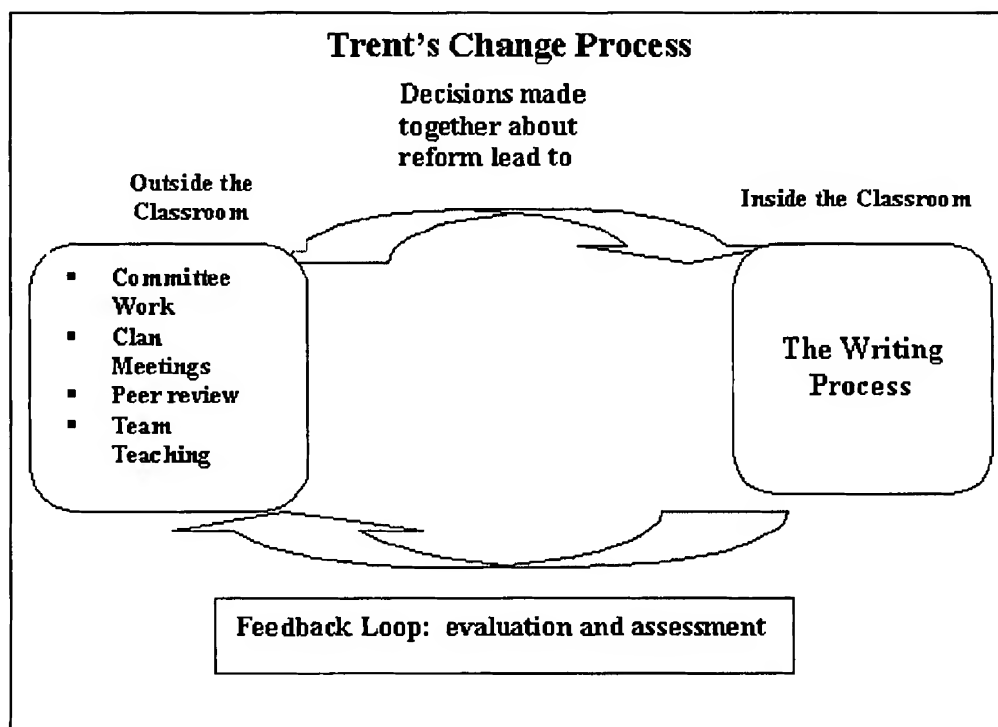 Trent's Change Process
Decisions made
together about
reform lead to
Outside the
Classroom
Inside the Classroom
▪ Committee
Work
▪ Clan
Meetings
▪ Peer review
▪ Team
Teaching
The Writing
Process
Feedback Loop: evaluation and assessment